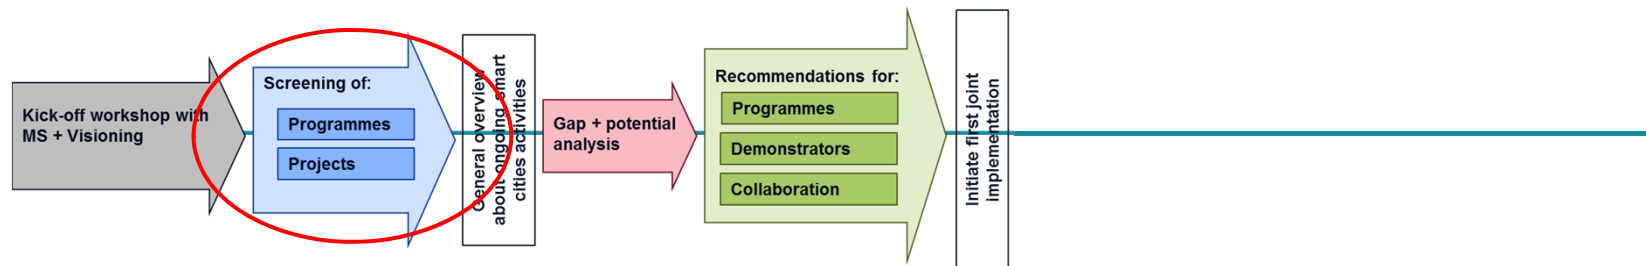 Kick-off workshop with
MS + Visioning
Screening of:
Programmes
Projects
General overview
about ongoing smart
cities activities
Gap + potential
analysis
Recommendations for:
Programmes
Demonstrators
Collaboration
Initiate first joint
implementation